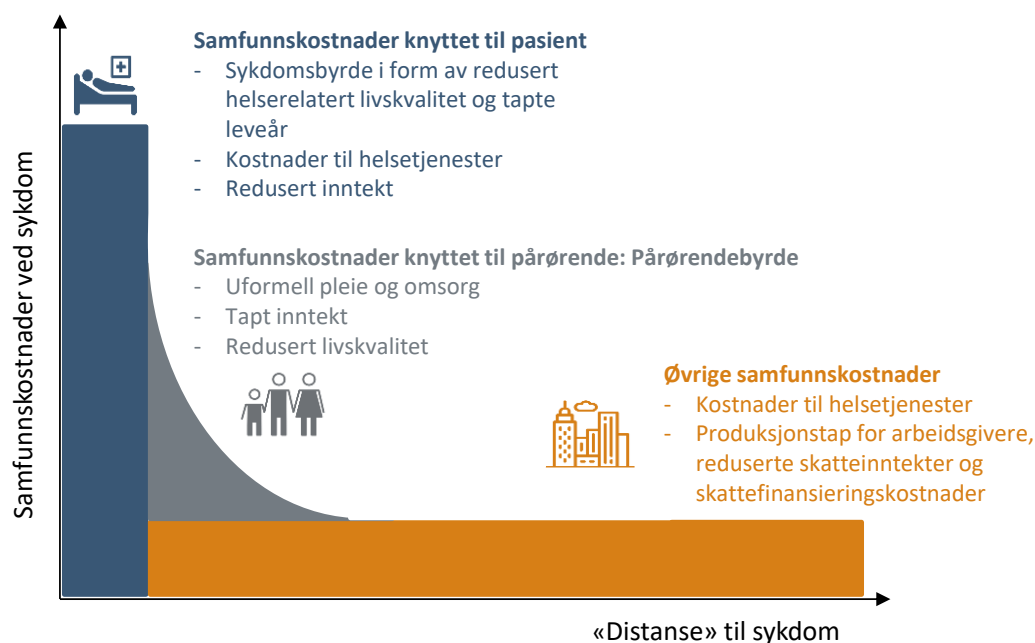 Samfunnskostnader knyttet til pasient
- Sykdomsbyrde i form av redusert
helserelatert livskvalitet og tapte
leveår
- Kostnader til helsetjenester
- Redusert inntekt
Samfunnskostnader ved sykdom
Samfunnskostnader knyttet til pårørende: Pårørendebyrde
- Uformell pleie og omsorg
- Tapt inntekt
- Redusert livskvalitet
Øvrige samfunnskostnader
- Kostnader til helsetjenester
- Produksjonstap for arbeidsgivere,
reduserte skatteinntekter og
skattefinansieringskostnader
«Distanse» til sykdom